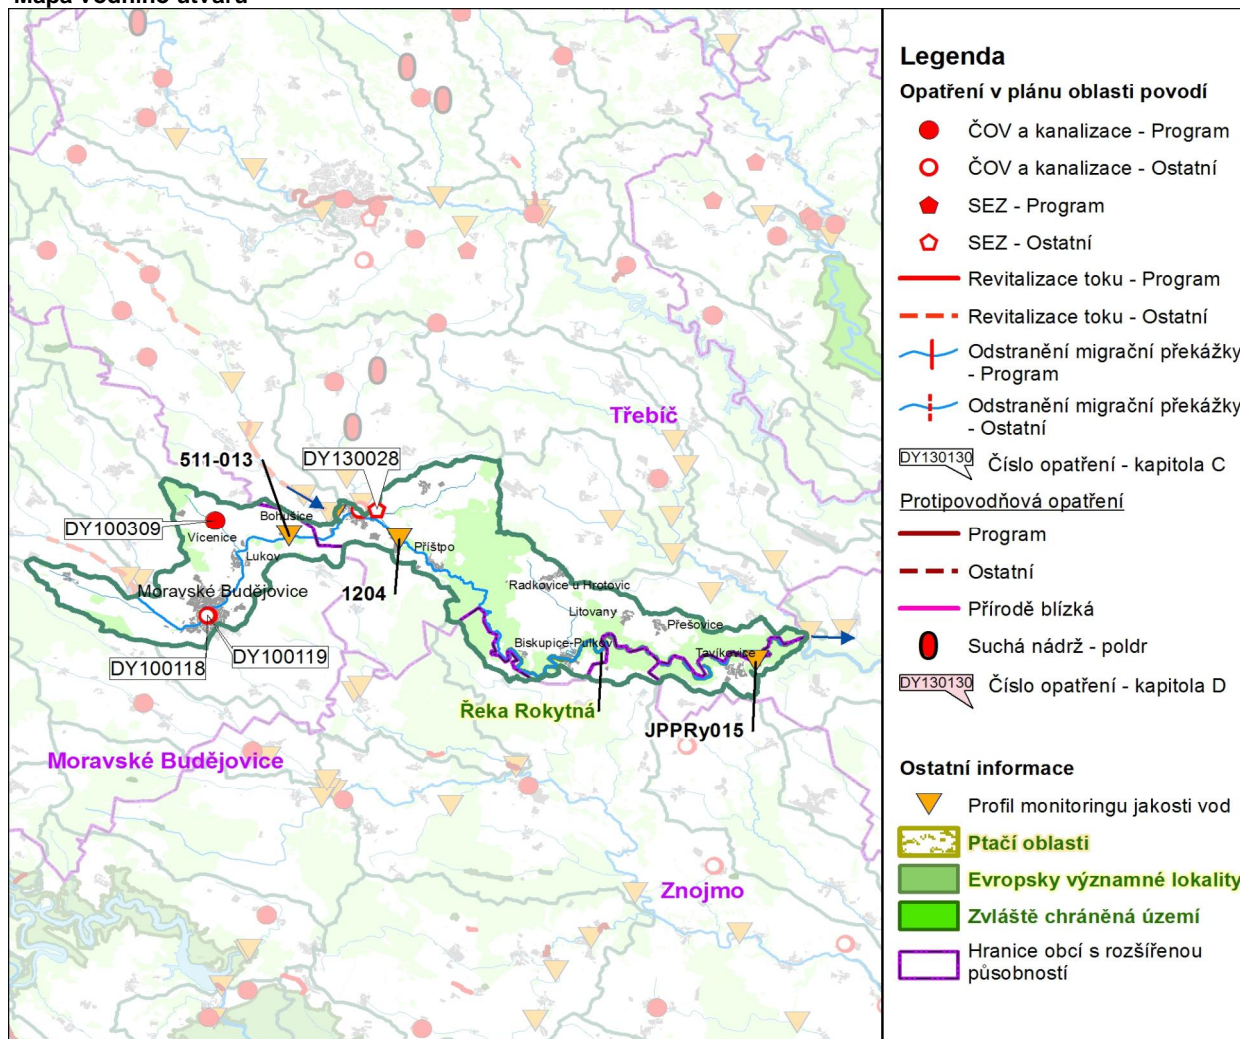 Mapa vodního útvaru
Třebíč
511-013
DY130028
DY100309
Bohušice
Vícenice
Lukov
Příštpo
Moravské Budějovice
1204
Radkovice u Hrotovic
Litovany
Přešovice
Biskupice-Pulkov
Tavíkovice
DY100118
DY100119
Řeka Rokytná
JPPRy015
Moravské Budějovice
Znojmo
Legenda
Opatření v plánu oblasti povodí
ČOV a kanalizace - Program
ČOV a kanalizace - Ostatní
SEZ - Program
SEZ - Ostatní
Revitalizace toku - Program
Revitalizace toku - Ostatní
Odstranění migrační překážky
- Program
Odstranění migrační překážky
- Ostatní
DY130130 Číslo opatření - kapitola C
Protipovodňová opatření
Program
Ostatní
Přírodě blízká
Suchá nádrž - poldr
DY130130 Číslo opatření - kapitola D
Ostatní informace
Profil monitoringu jakosti vod
Ptačí oblasti
Evropsky významné lokality
Zvláště chráněná území
Hranice obcí s rozšířenou
působností